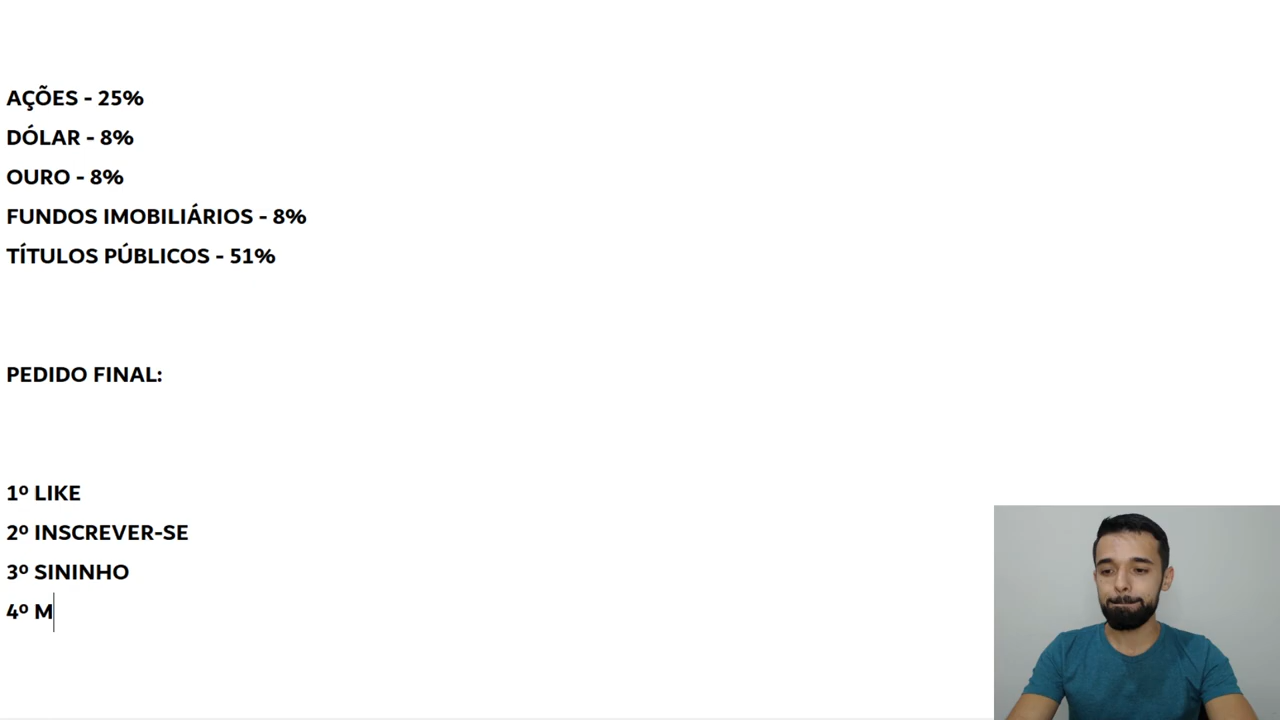 AÇÕES - 25%
DÓLAR - 8%
OURO - 8%
FUNDOS IMOBILIÁRIOS - 8%
TÍTULOS PÚBLICOS - 51%
PEDIDO FINAL:
1º LIKE
2º INSCREVER-SE
3º SININHO
4º M